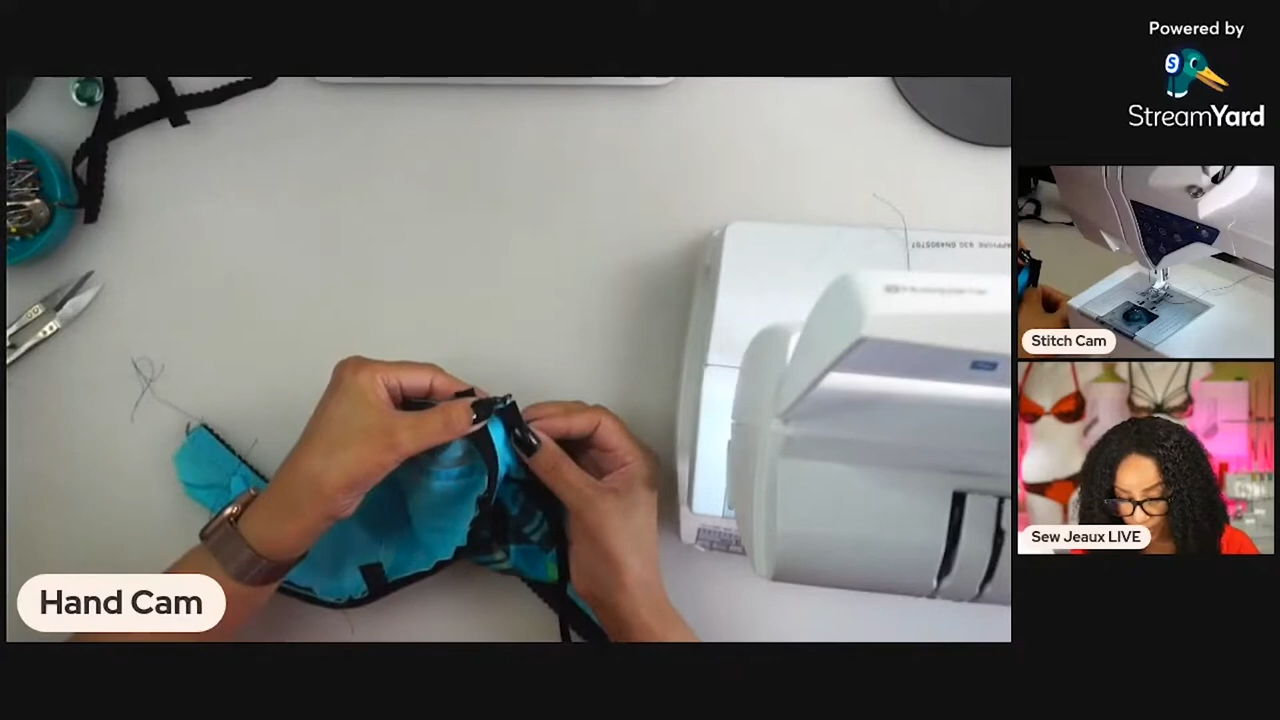 Powered by
StreamYard
Stitch Cam
Sew Jeaux LIVE
Hand Cam